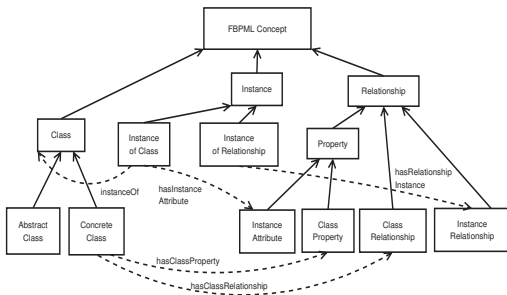 FBPML Concept
Instance
Relationship
Class
Instance
of Class
Instance
of Relationship
Property
instanceOf
hasInstance
Attribute
hasRelationship
Instance
Abstract
Class
Concrete
Class
Instance
Attribute
Class
Property
Class
Relationship
Instance
Relationship
hasClassProperty
hasClassRelationship